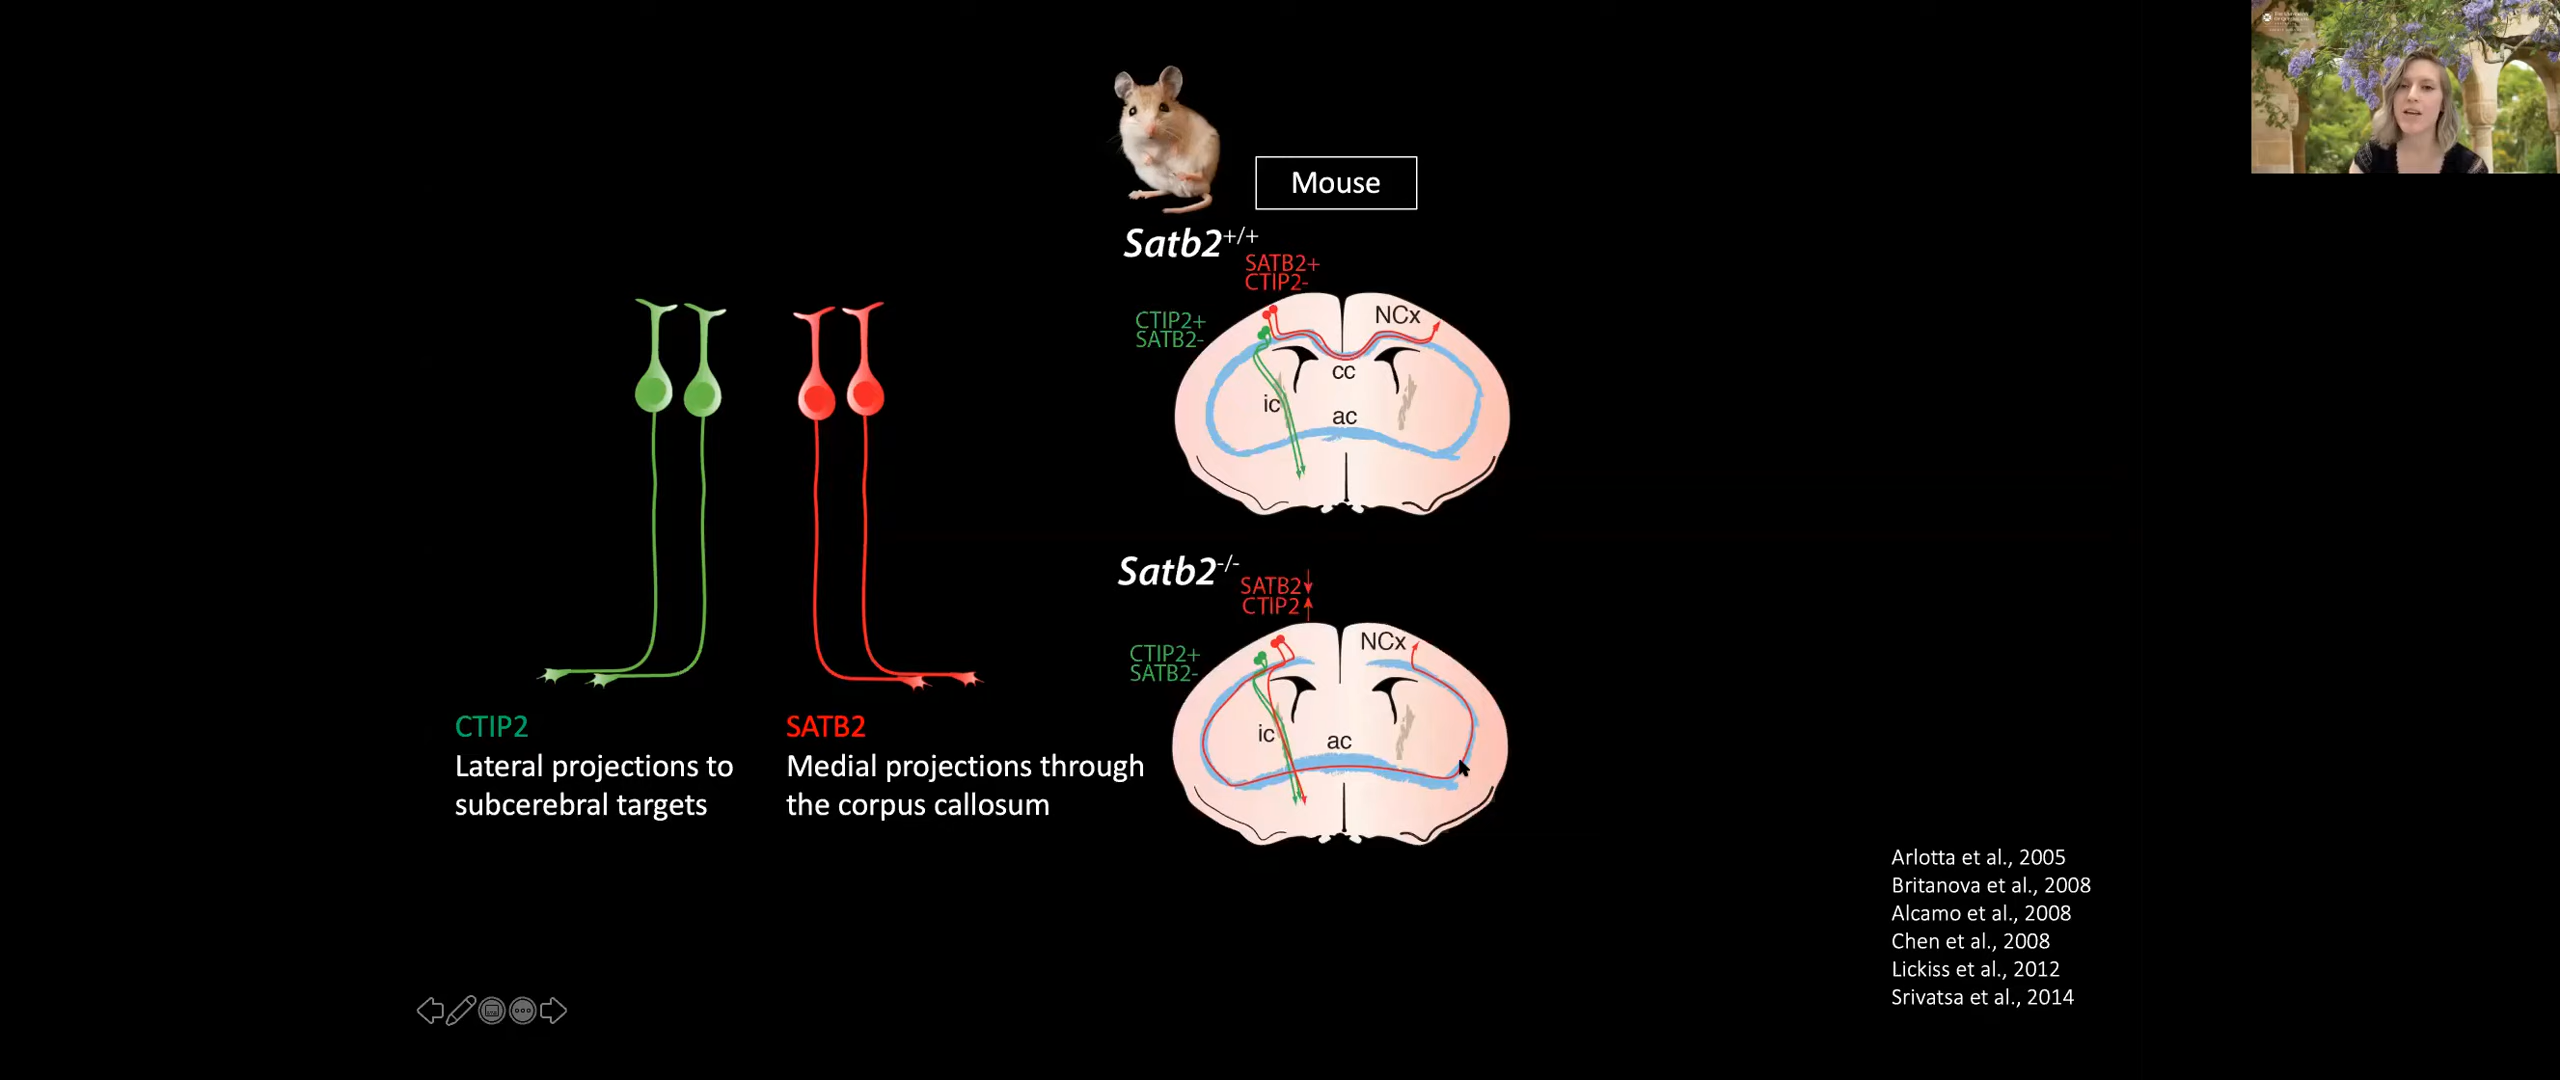 Mouse
Satb2+/+
SATB2+
CTIP2-
CTIP2+
SATB2-
NCx
cc
ic
ac
Satb2-/-
SATB2↓
CTIP2↑
CTIP2+
SATB2-
NCx
ic
ac
CTIP2
Lateral projections to
subcerebral targets
SATB2
Medial projections through
the corpus callosum
Arlotta et al., 2005
Britanova et al., 2008
Alcamo et al., 2008
Chen et al., 2008
Lickiss et al., 2012
Srivatsa et al., 2014